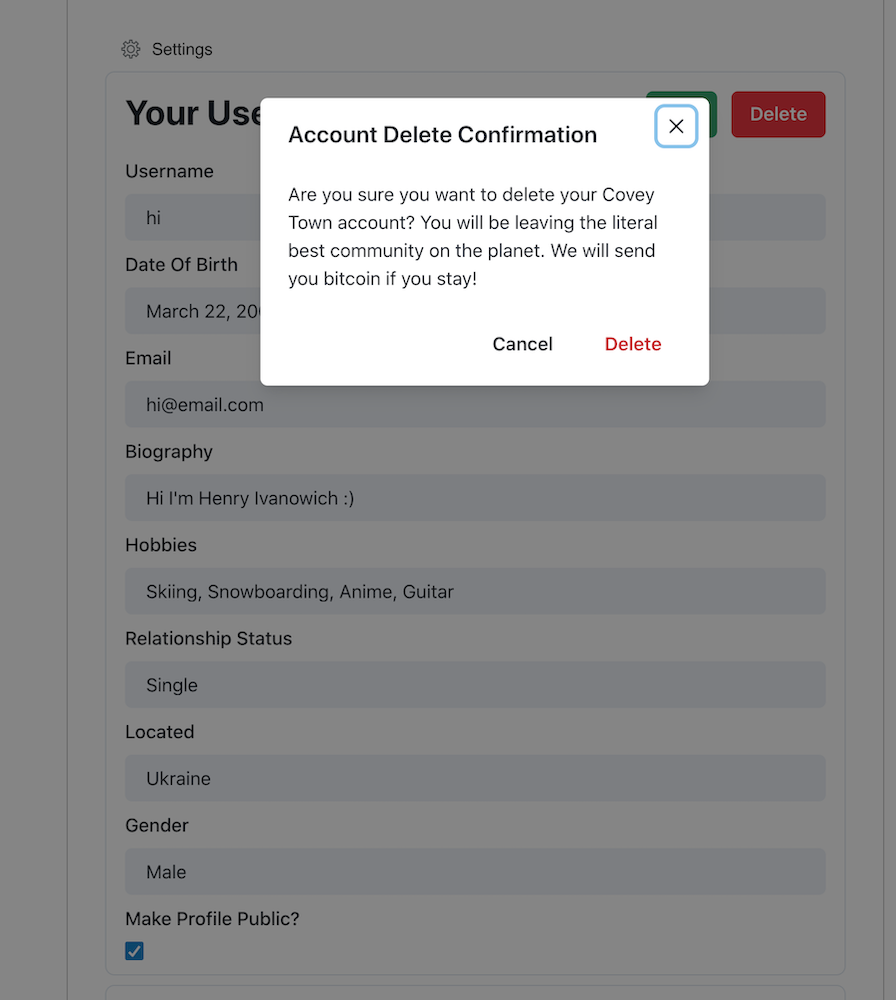 Settings
Your Use
Delete
Account Delete Confirmation
Are you sure you want to delete your Covey
Town account? You will be leaving the literal
best community on the planet. We will send
you bitcoin if you stay!
Cancel
Delete
Username
hi
Date Of Birth
March 22, 20
Email
hi@email.com
Biography
Hi I'm Henry Ivanowich :)
Hobbies
Skiing, Snowboarding, Anime, Guitar
Relationship Status
Single
Located
Ukraine
Gender
Male
Make Profile Public?